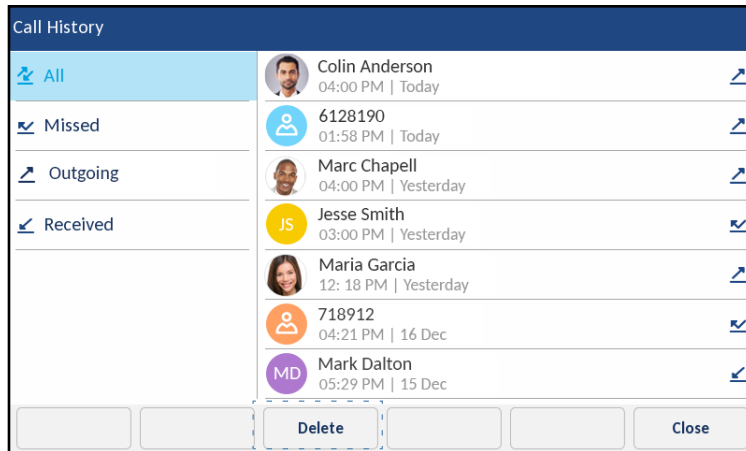 Call History
All
Missed
Outgoing
Received
Colin Anderson
04:00 PM | Today
6128190
01:58 PM | Today
Marc Chapell
04:00 PM | Yesterday
JS
Jesse Smith
03:00 PM | Yesterday
Maria Garcia
12: 18 PM | Yesterday
718912
04:21 PM | 16 Dec
MD
Mark Dalton
05:29 PM | 15 Dec
Delete
Close